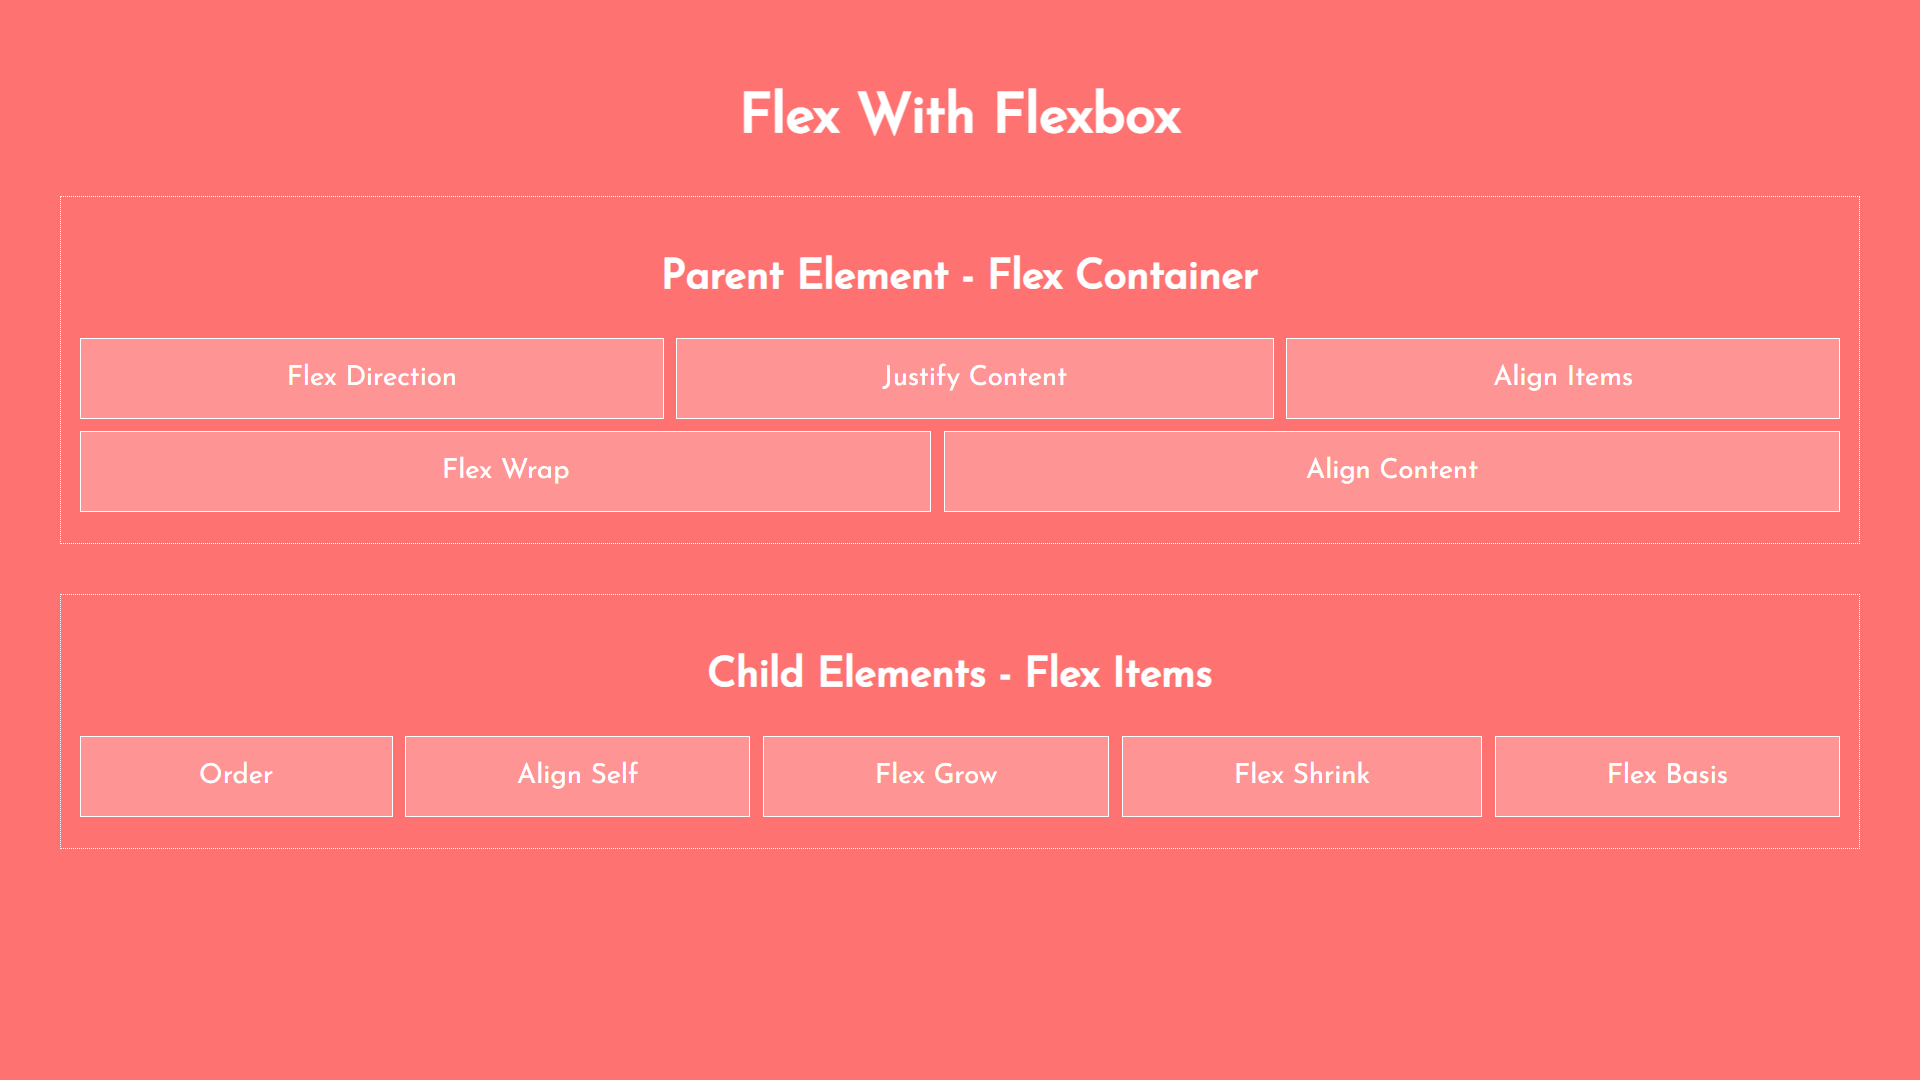 Flex With Flexbox
Parent Element - Flex Container
Flex Direction
Justify Content
Align Items
Flex Wrap
Align Content
Child Elements - Flex Items
Order
Align Self
Flex Grow
Flex Shrink
Flex Basis